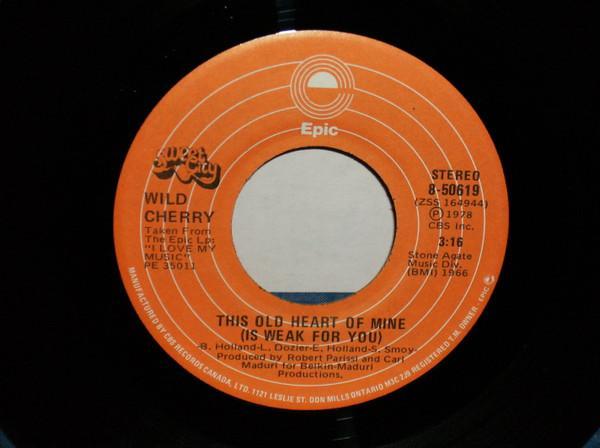 Epic
Sweet City
WILD
CHERRY
Taken From
The Epic Lp:
"I LOVE MY
MUSIC"
PE 35011
STEREO
8-50619
(ZSS 164944)
Ⓟ 1978
CBS Inc.
3:16
Stone Agate
Music Div.
(BMI) 1966
THIS OLD HEART OF MINE
(IS WEAK FOR YOU)
-B. Holland-L. Dozier-E. Holland-S. Smoy-
Produced by Robert Parissi and Carl
Maduri for Belkin-Maduri
Productions.
MANUFACTURED BY CBS RECORDS CANADA, LTD. 1121 LESLIE ST. DON MILLS ONTARIO M3C 2J9 REGISTERED T.M. OWNER - EPIC